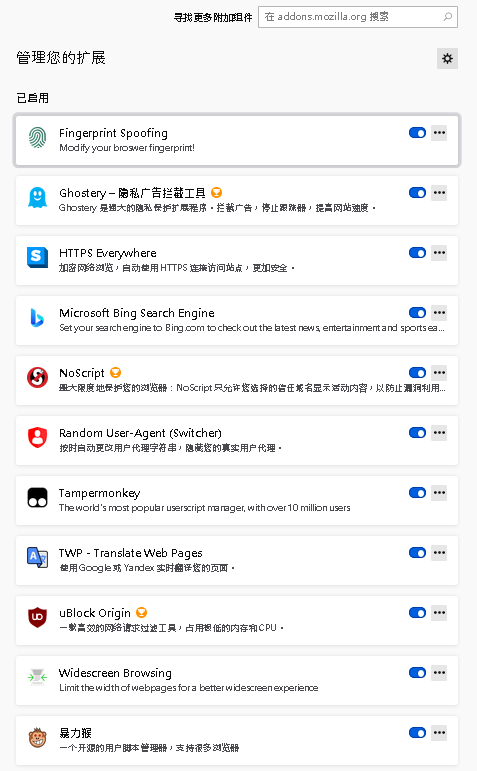 寻找更多附加组件
在 addons.mozilla.org 搜索
管理您的扩展
已启用
Fingerprint Spoofing
Modify your broswer fingerprint!
Ghostery – 隐私广告拦截工具
Ghostery 是强大的隐私保护扩展程序。拦截广告，停止跟踪器，提高网站速度。
HTTPS Everywhere
加密网络浏览，自动使用 HTTPS 连接访问站点，更加安全。
Microsoft Bing Search Engine
Set your search engine to Bing.com to check out the latest news, entertainment and sports ea...
NoScript
最大限度地保护您的浏览器：NoScript 只允许您选择的信任域名显示活动内容，以防止漏洞利用...
Random User-Agent (Switcher)
按时自动更改用户代理字符串，隐藏您的真实用户代理。
Tampermonkey
The world's most popular userscript manager, with over 10 million users
TWP - Translate Web Pages
使用 Google 或 Yandex 实时翻译您的页面。
uBlock Origin
一款高效的网络请求过滤工具，占用极低的内存和 CPU。
Widescreen Browsing
Limit the width of webpages for a better widescreen experience
暴力猴
一个开源的用户脚本管理器，支持很多浏览器